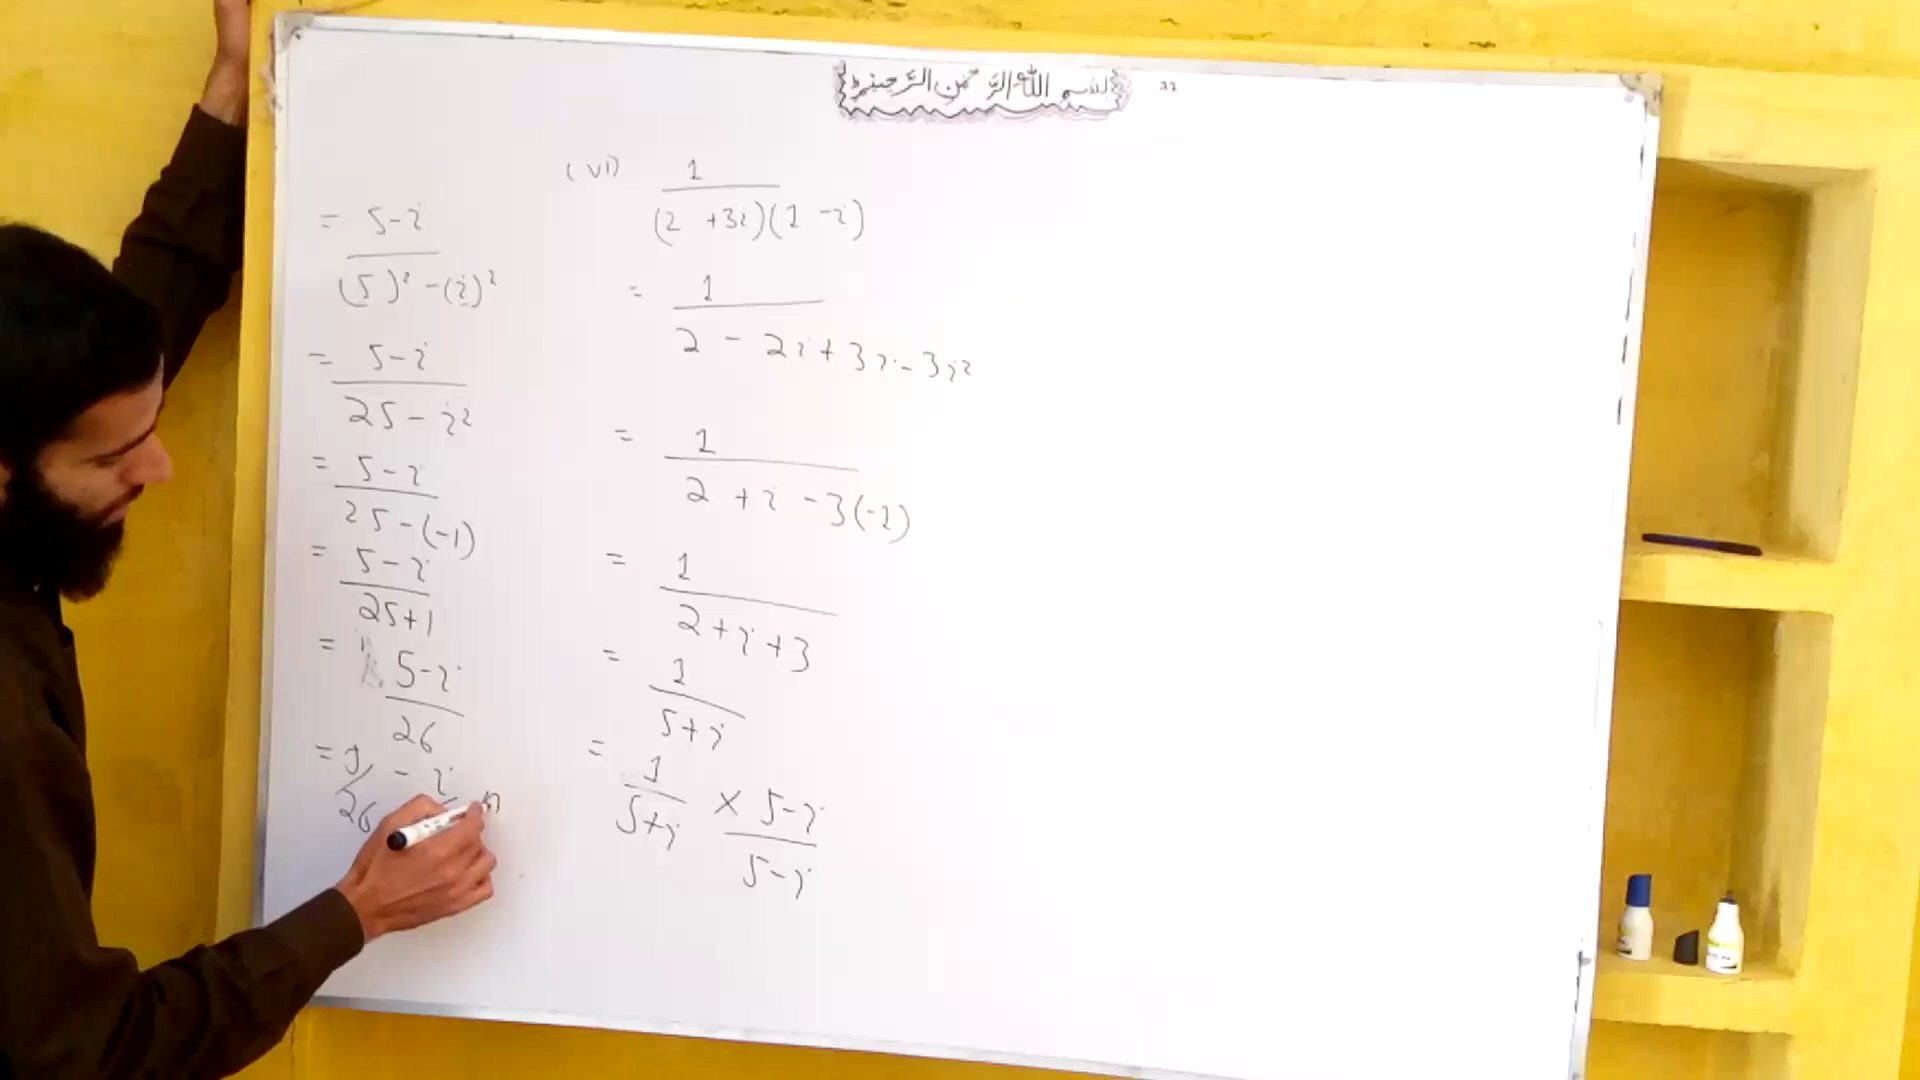 بسم الله الرحمن الرحيم
(vi) 1
(2 +3i)(1 -i)
= 1
2 - 2i + 3i - 3i²
= 1
2 + i - 3(-1)
= 1
2+i+3
= 1
5+i
= 1 × 5-i
5+i 5-i
= 5-i
(5)² -(i)²
= 5-i
25 - i²
= 5-i
25-(-1)
= 5-i
25+1
= 5-i
26
= - i
26